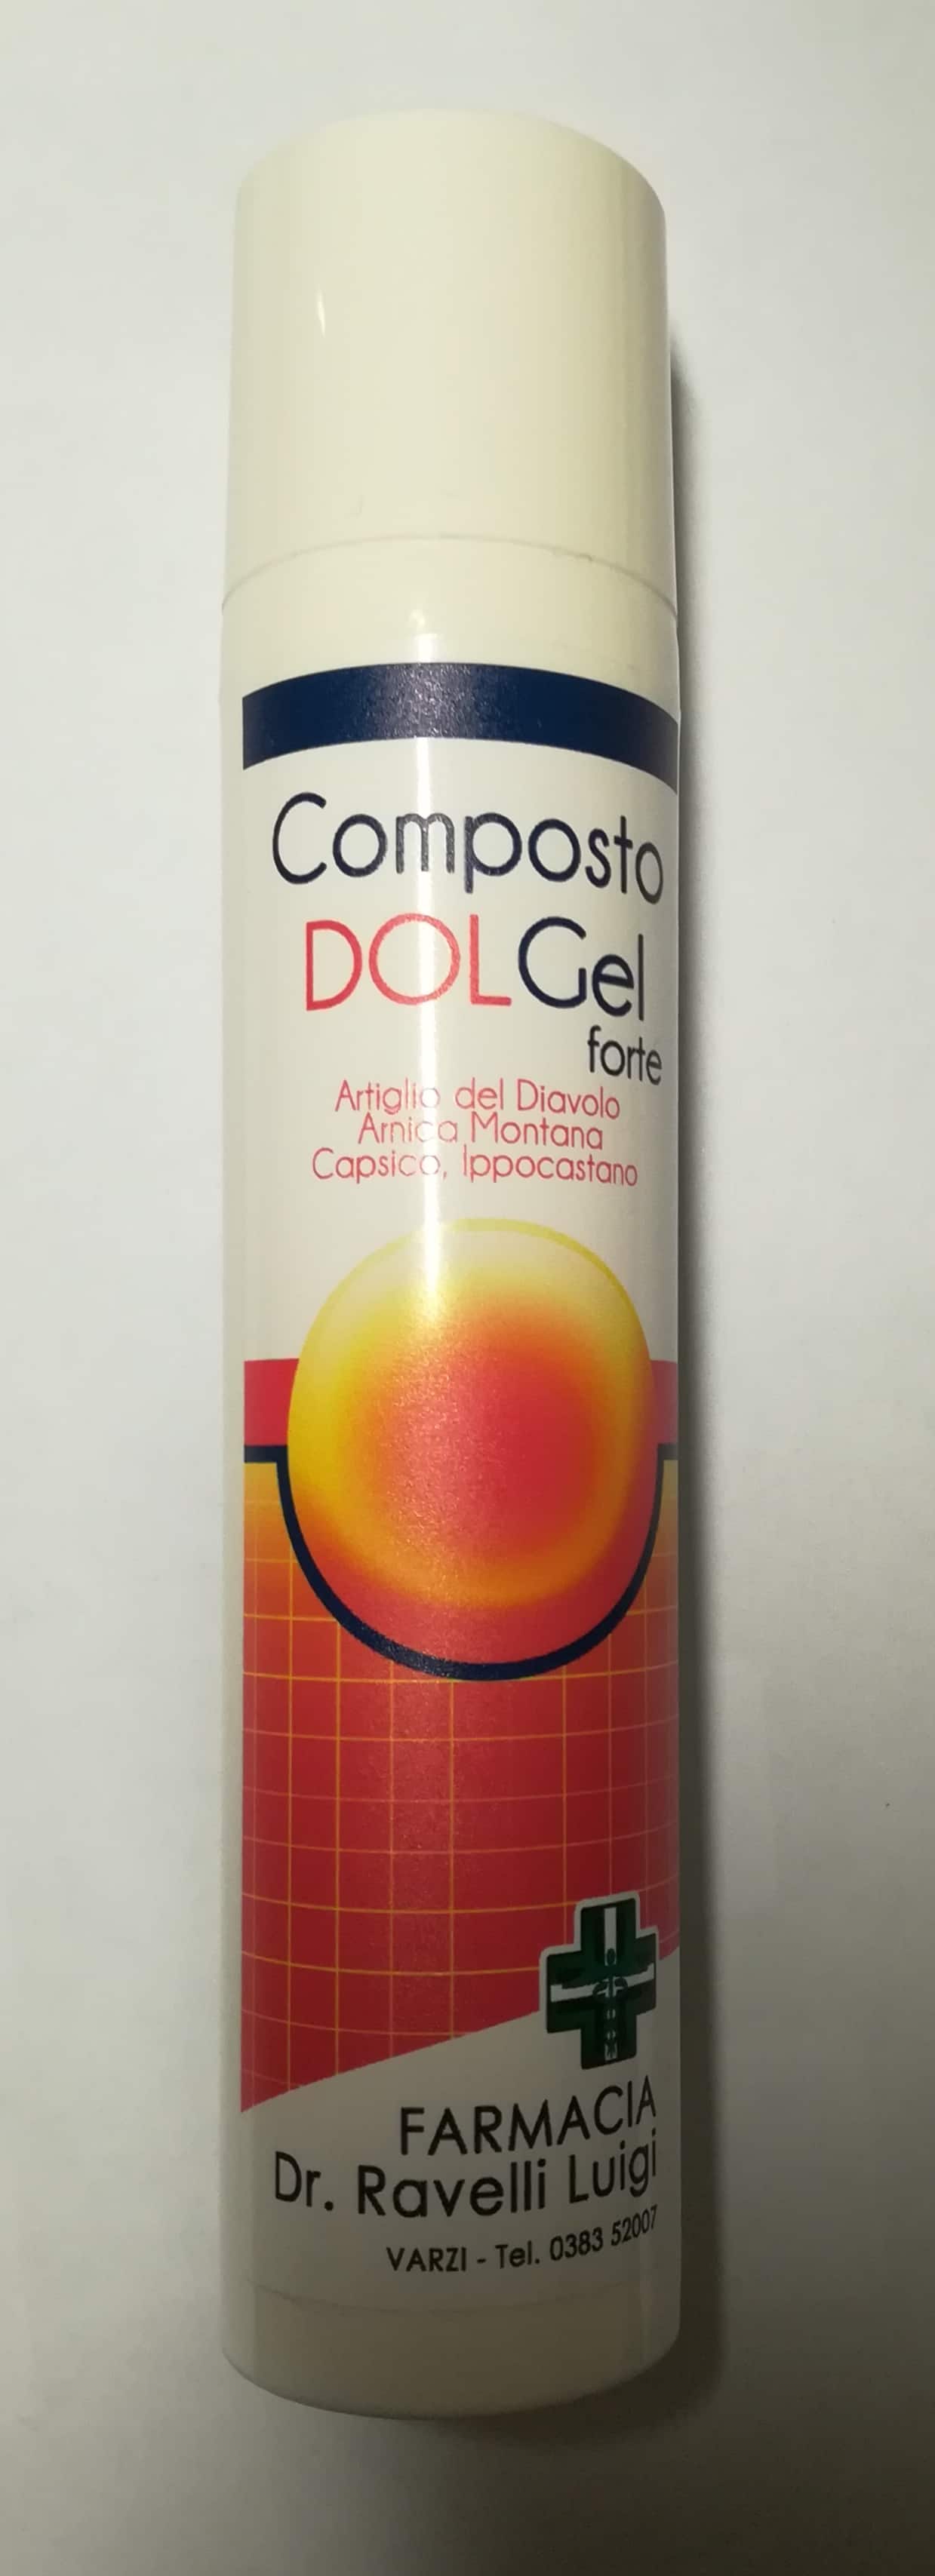 Composto
DOLGel
forte
Artiglio del Diavolo
Arnica Montana
Capsico, Ippocastano
FARMACIA
Dr. Ravelli Luigi
VARZI - Tel. 0383 52007